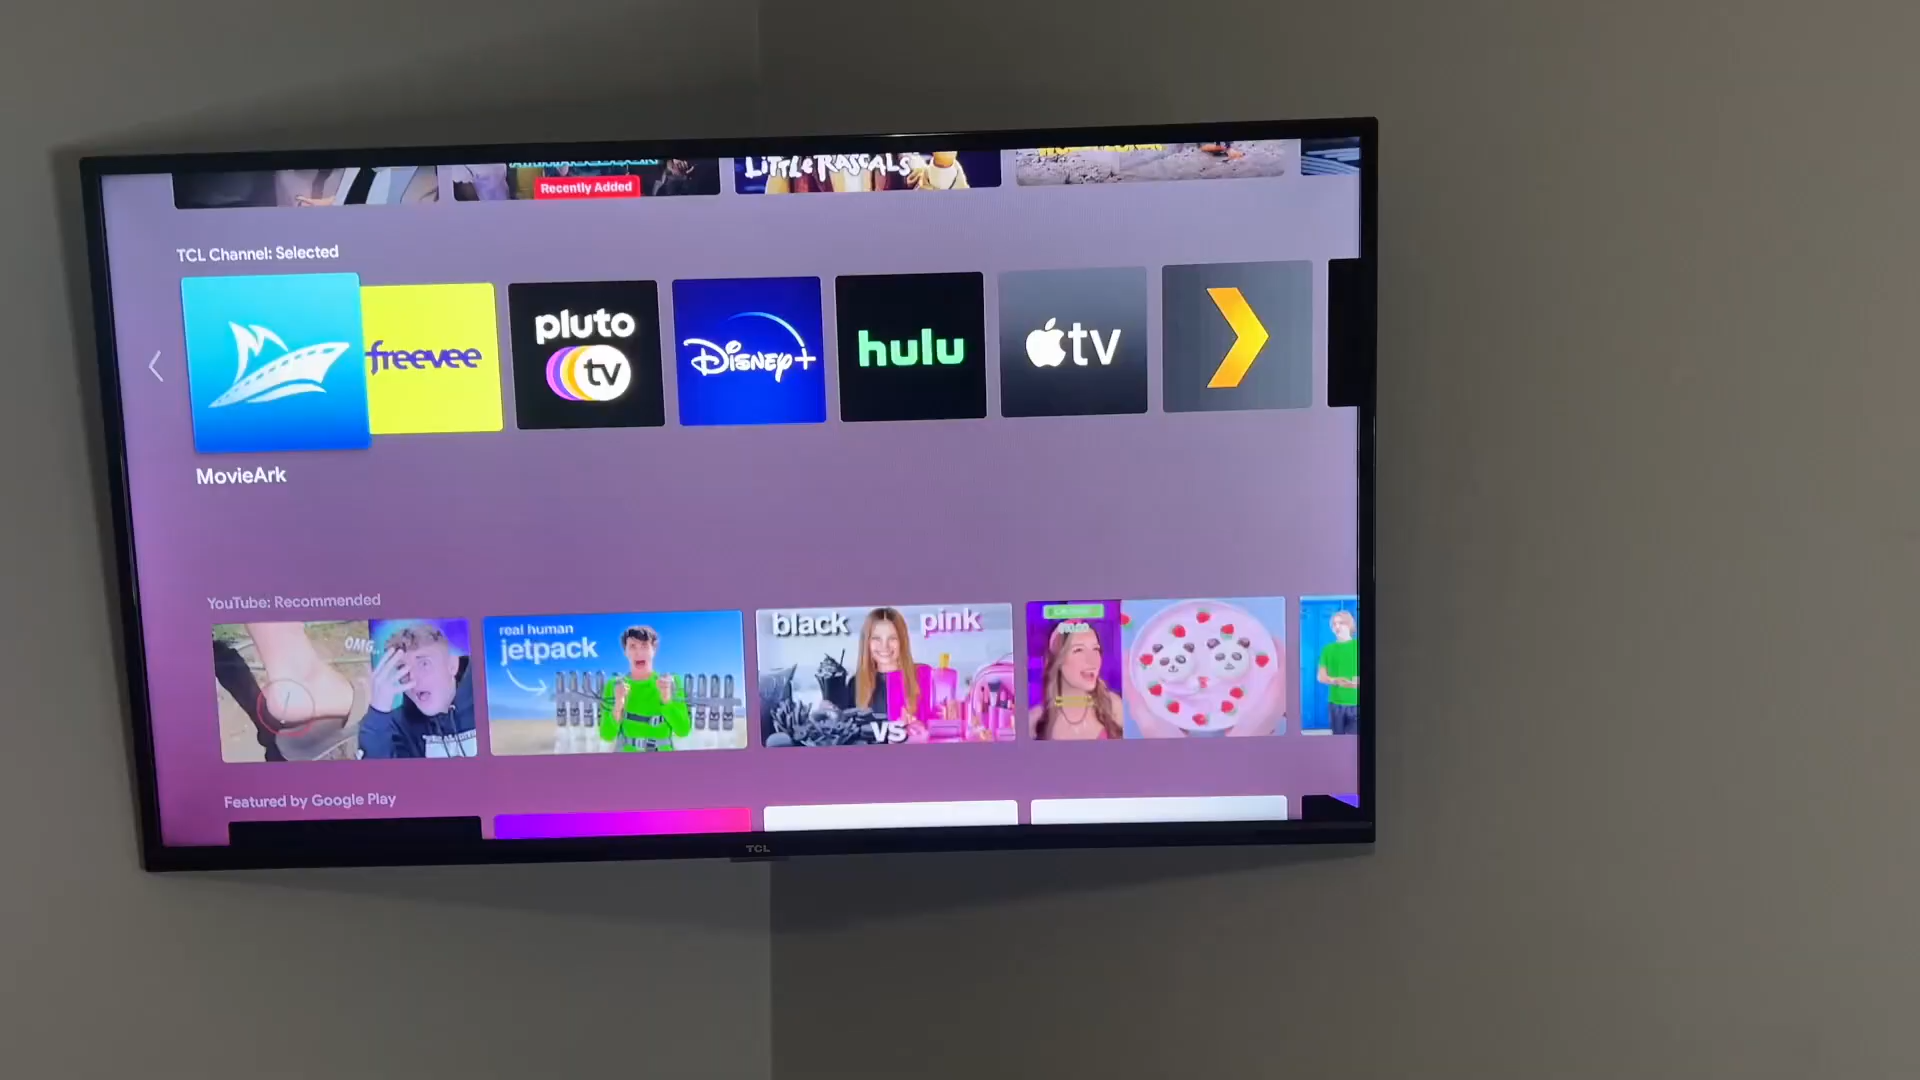 Recently Added
LiTTLE RASCALS
TCL Channel: Selected
freevee
pluto
tv
Disney+
hulu
tv
MovieArk
YouTube: Recommended
OMG..
real human
jetpack
black
pink
vs
Featured by Google Play
TCL